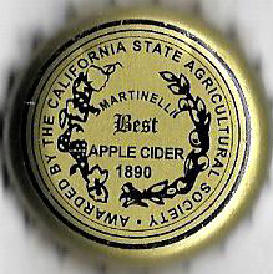 AWARDED BY THE CALIFORNIA STATE AGRICULTURAL SOCIETY •
MARTINELLI
Best
APPLE CIDER
1890